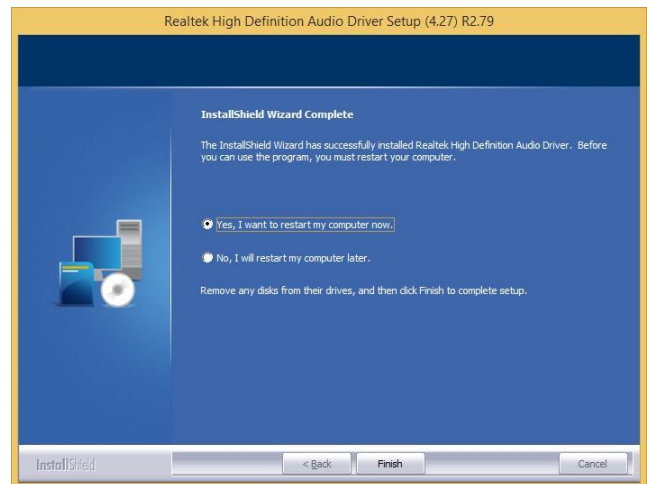 Realtek High Definition Audio Driver Setup (4.27) R2.79
InstallShield Wizard Complete
The InstallShield Wizard has successfully installed Realtek High Definition Audio Driver. Before
you can use the program, you must restart your computer.
Yes, I want to restart my computer now.
No, I will restart my computer later.
Remove any disks from their drives, and then click Finish to complete setup.
InstallShield
< Back
Finish
Cancel